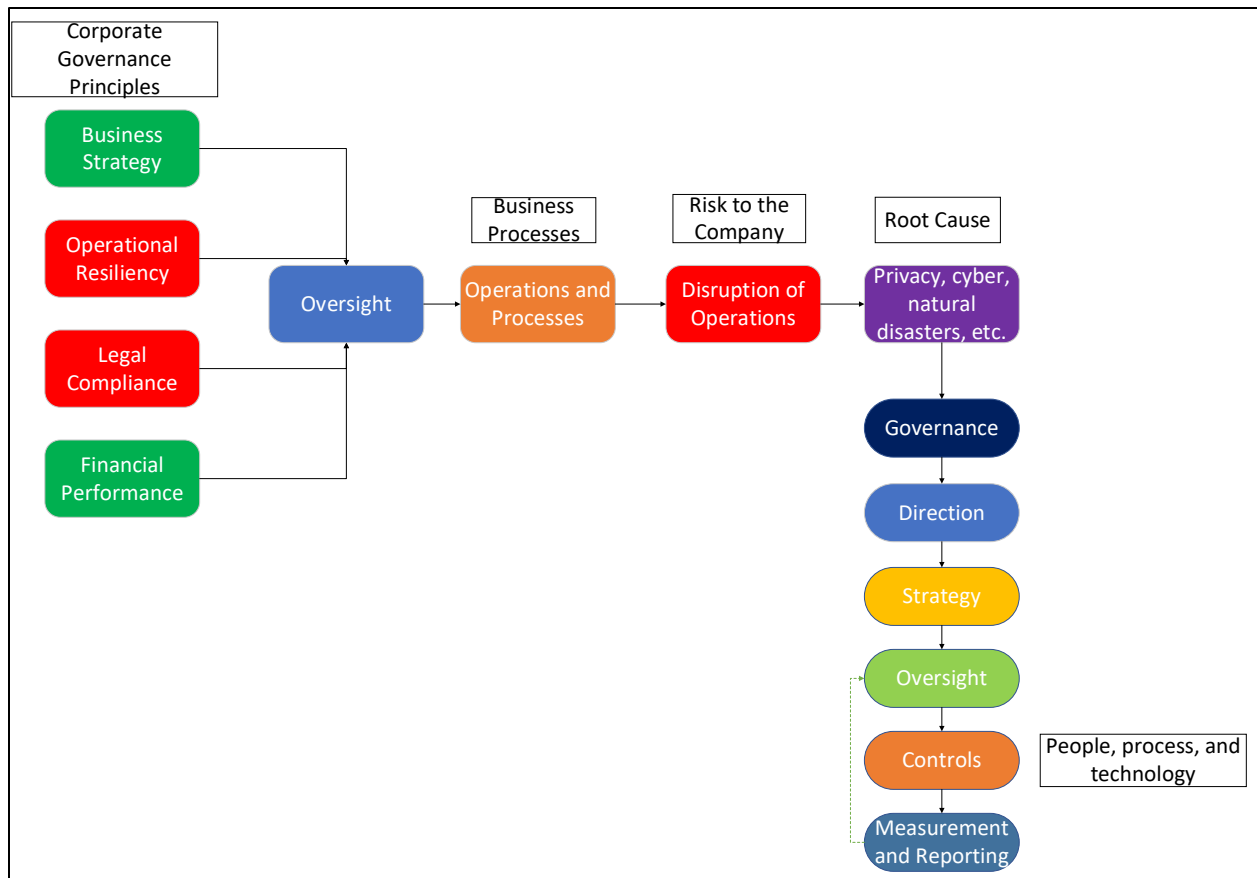 Corporate
Governance
Principles
Business
Strategy
Operational
Resiliency
Legal
Compliance
Financial
Performance
Oversight
Business
Processes
Operations and
Processes
Risk to the
Company
Disruption of
Operations
Root Cause
Privacy, cyber,
natural
disasters, etc.
Governance
Direction
Strategy
Oversight
Controls
People, process, and
technology
Measurement
and Reporting